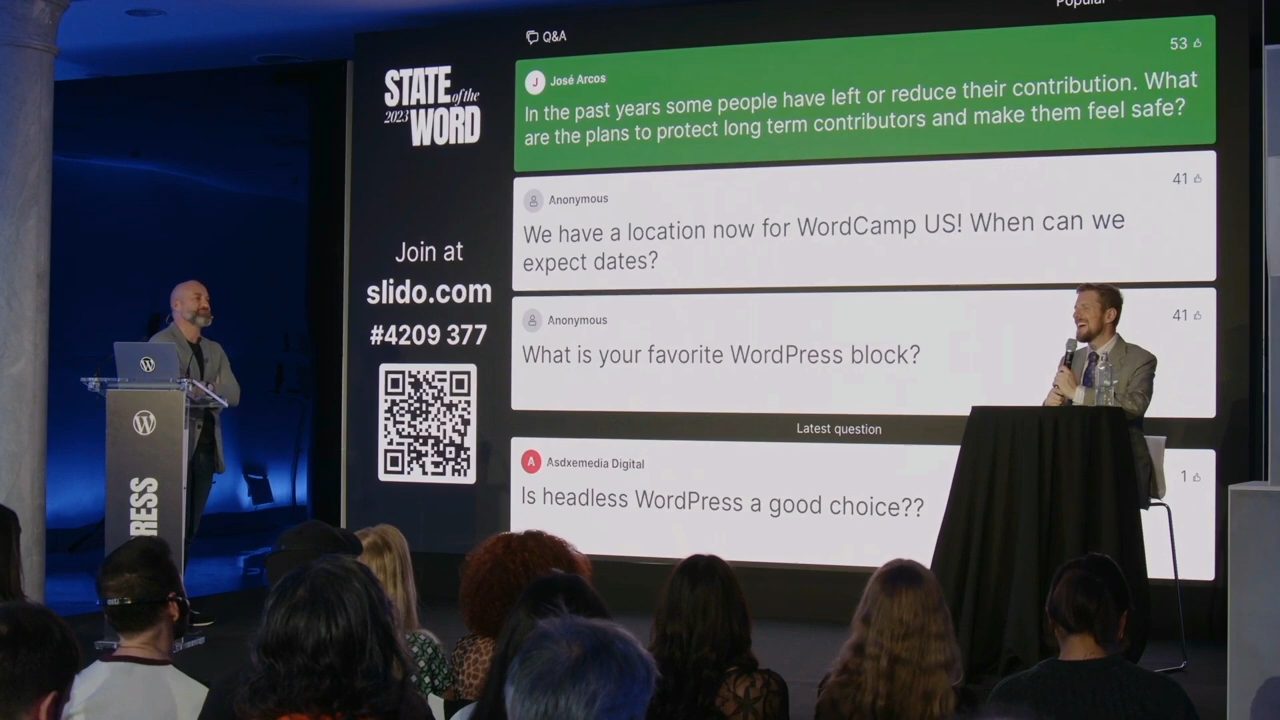 Popular
Q&A
STATE of the
2023 WORD
Join at
slido.com
#4209 377
J
José Arcos
53
In the past years some people have left or reduce their contribution. What
are the plans to protect long term contributors and make them feel safe?
Anonymous
41
We have a location now for WordCamp US! When can we
expect dates?
Anonymous
41
What is your favorite WordPress block?
Latest question
A
Asdxemedia Digital
1
Is headless WordPress a good choice??
W
W
RESS